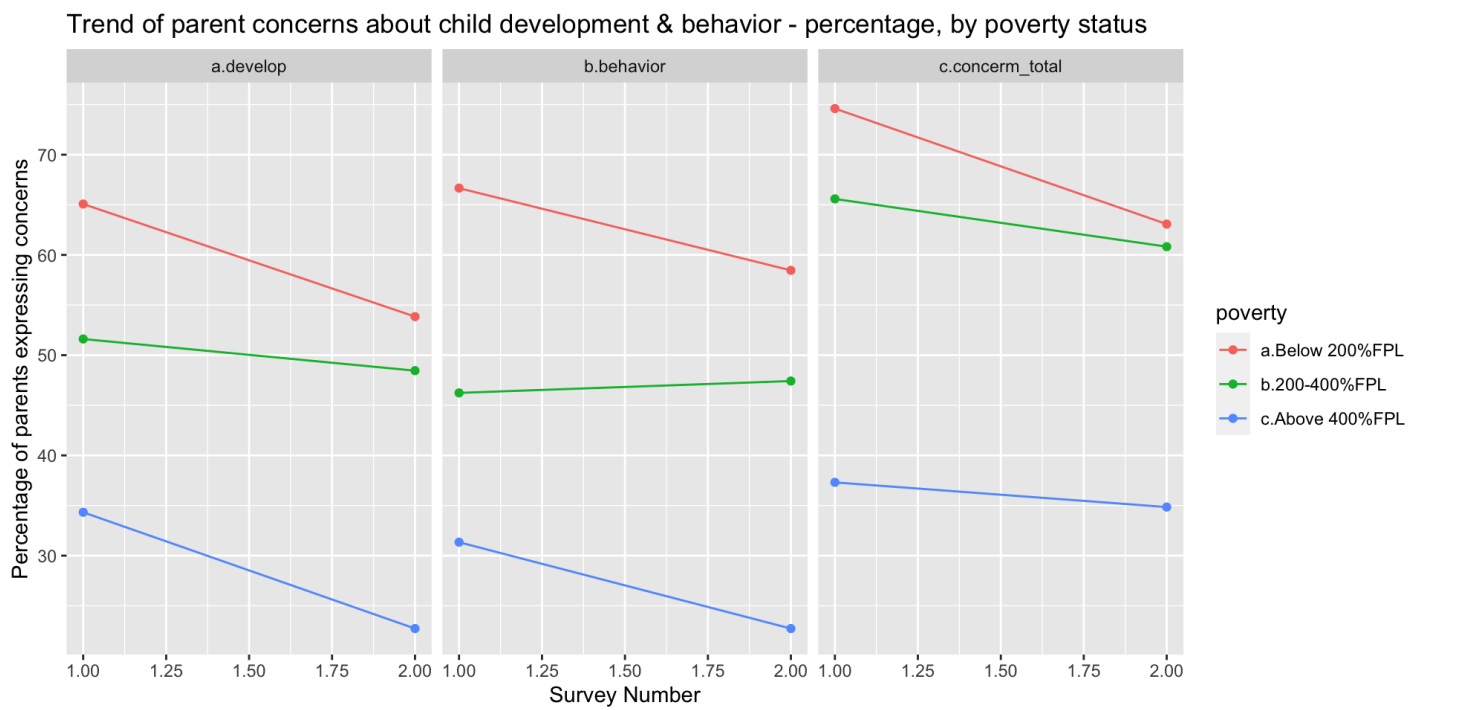 Trend of parent concerns about child development & behavior - percentage, by poverty status
a.develop
b.behavior
c.concerm_total
Percentage of parents expressing concerns
70
60
50
40
30
1.00 1.25 1.50 1.75 2.00
1.00 1.25 1.50 1.75 2.00
1.00 1.25 1.50 1.75 2.00
Survey Number
poverty
a.Below 200%FPL
b.200-400%FPL
c.Above 400%FPL